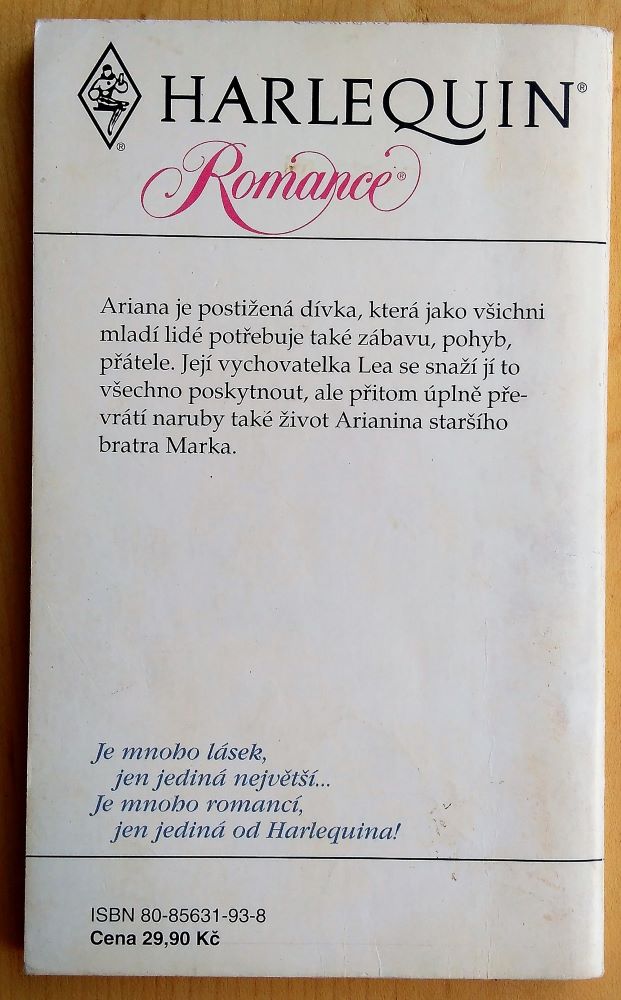 HARLEQUIN®
®
Romance®
Ariana je postižená dívka, která jako všichni
mladí lidé potřebuje také zábavu, pohyb,
přátele. Její vychovatelka Lea se snaží jí to
všechno poskytnout, ale přitom úplně pře-
vrátí naruby také život Arianina staršího
bratra Marka.
Je mnoho lásek,
jen jediná největší...
Je mnoho romancí,
jen jediná od Harlequina!
ISBN 80-85631-93-8
Cena 29,90 Kč